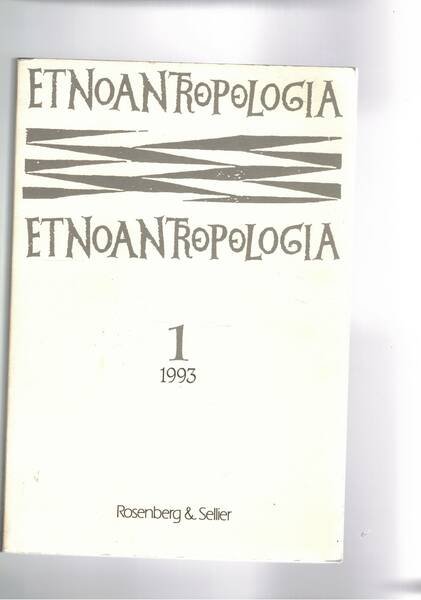 ETNOANTROPOLOGIA
ETNOANTROPOLOGIA
1
1993
Rosenberg & Sellier